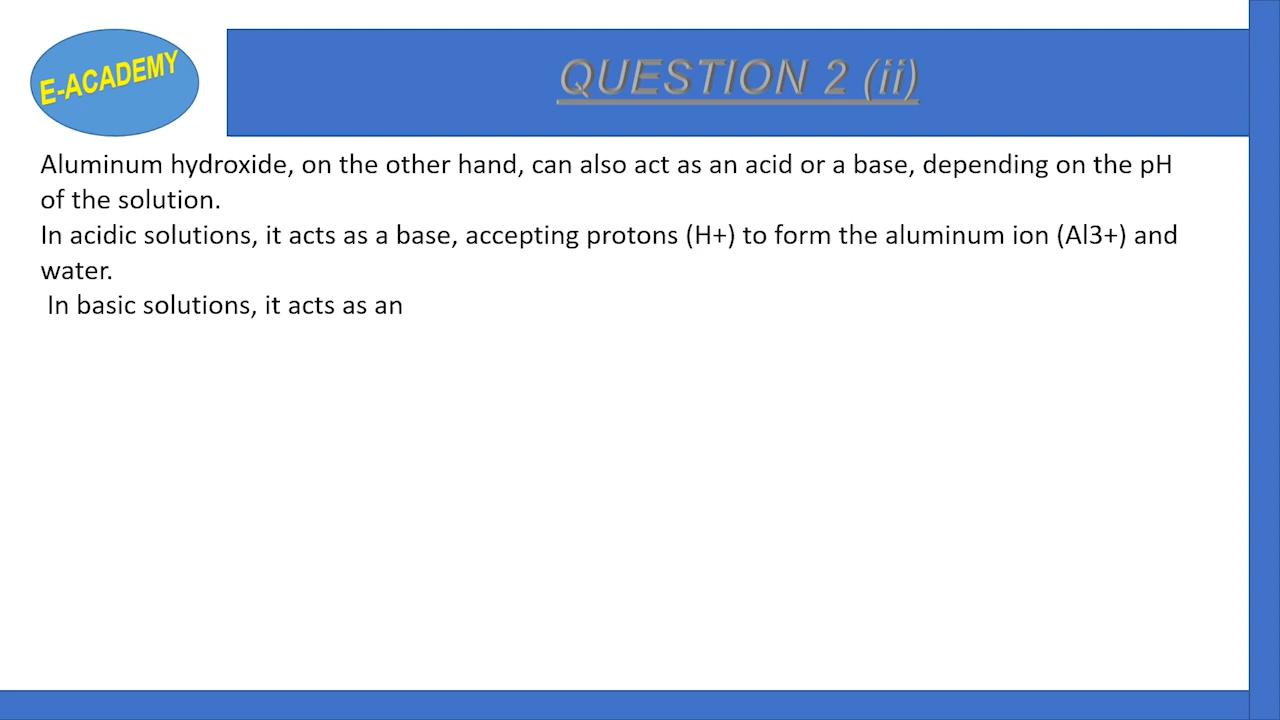 E-ACADEMY
QUESTION 2 (ii)
Aluminum hydroxide, on the other hand, can also act as an acid or a base, depending on the pH
of the solution.
In acidic solutions, it acts as a base, accepting protons (H+) to form the aluminum ion (Al3+) and
water.
In basic solutions, it acts as an